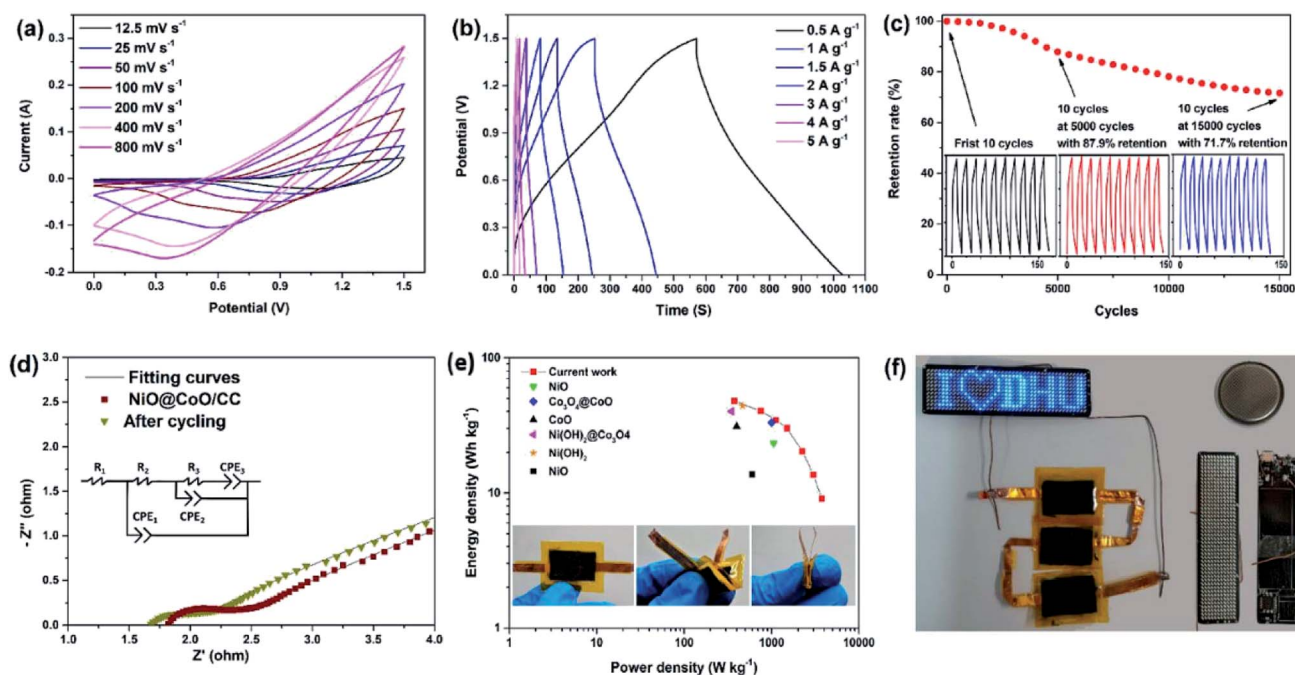 (a)
12.5 mV s⁻¹
25 mV s⁻¹
50 mV s⁻¹
100 mV s⁻¹
200 mV s⁻¹
400 mV s⁻¹
800 mV s⁻¹
0.3
0.2
0.1
0.0
-0.1
-0.2
Current (A)
0.0 0.3 0.6 0.9 1.2 1.5
Potential (V)
(b)
0.5 A g⁻¹
1 A g⁻¹
1.5 A g⁻¹
2 A g⁻¹
3 A g⁻¹
4 A g⁻¹
5 A g⁻¹
1.5
1.2
0.9
0.6
0.3
0.0
Potential (V)
0 100 200 300 400 500 600 700 800 900 1000 1100
Time (S)
(c)
100
80
60
40
20
0
Retention rate (%)
Frist 10 cycles
10 cycles
at 5000 cycles
with 87.9% retention
10 cycles
at 15000 cycles
with 71.7% retention
0 150
0 150
0 150
0 5000 10000 15000
Cycles
(d)
Fitting curves
NiO@CoO/CC
After cycling
R₁ R₂ R₃ CPE₃
CPE₂
CPE₁
3.0
2.5
2.0
1.5
1.0
0.5
0.0
- Z'' (ohm)
1.0 1.5 2.0 2.5 3.0 3.5 4.0
Z' (ohm)
(e)
Current work
NiO
Co₃O₄@CoO
CoO
Ni(OH)₂@Co₃O4
Ni(OH)₂
NiO
100
10
1
Energy density (Wh kg⁻¹)
1 10 100 1000 10000
Power density (W kg⁻¹)
(f)
I ♥ DHU